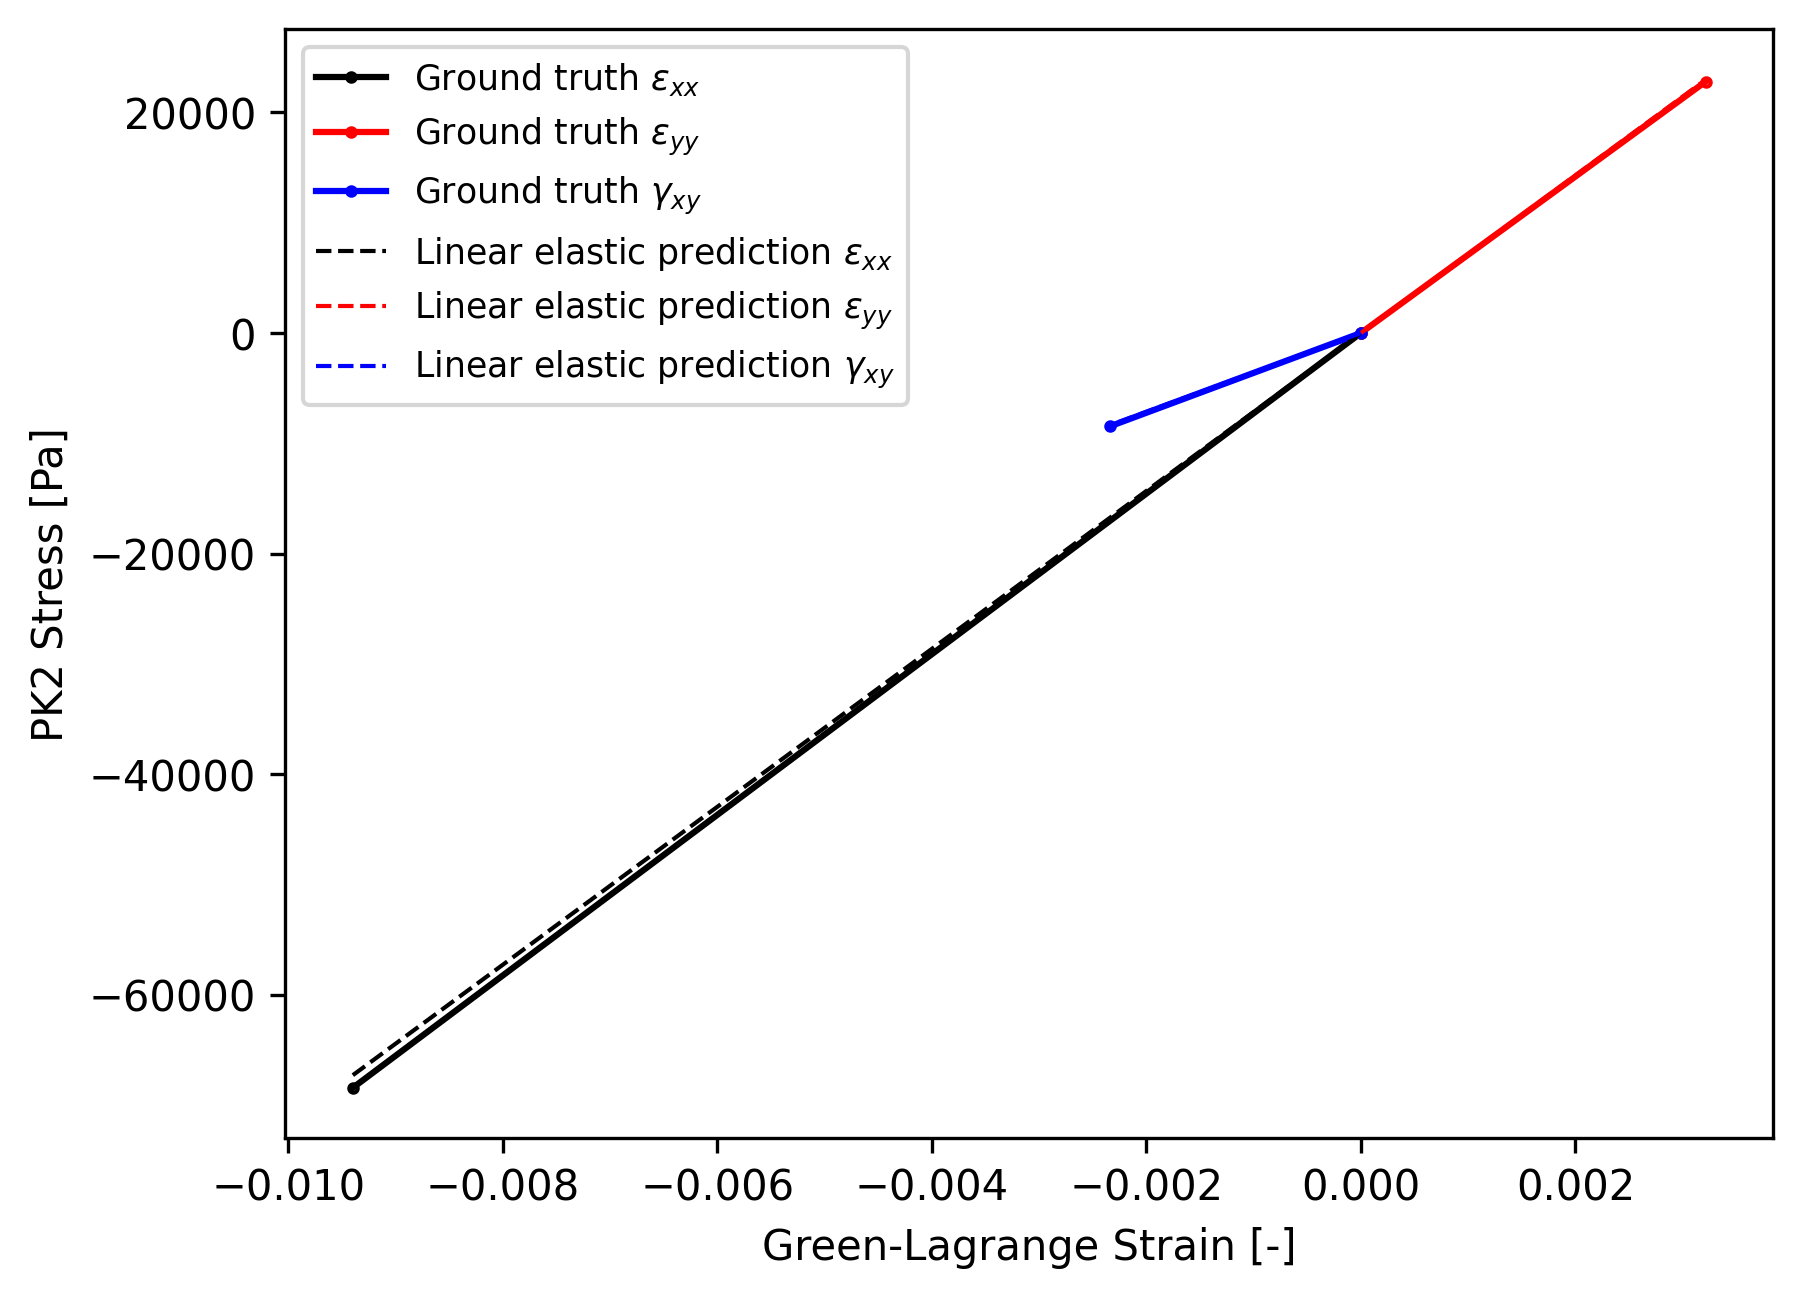 Ground truth εxx
Ground truth εyy
Ground truth γxy
Linear elastic prediction εxx
Linear elastic prediction εyy
Linear elastic prediction γxy
20000
0
−20000
−40000
−60000
PK2 Stress [Pa]
−0.010 −0.008 −0.006 −0.004 −0.002 0.000 0.002
Green-Lagrange Strain [-]